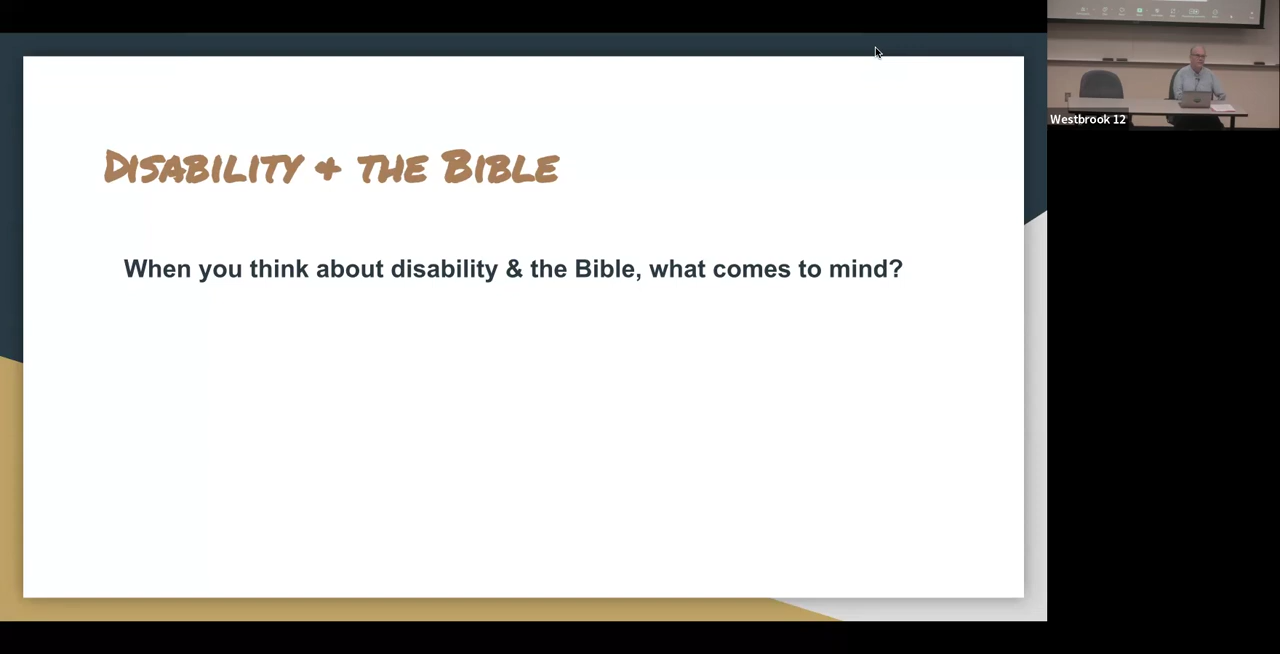 Disability & the Bible
When you think about disability & the Bible, what comes to mind?
Westbrook 12